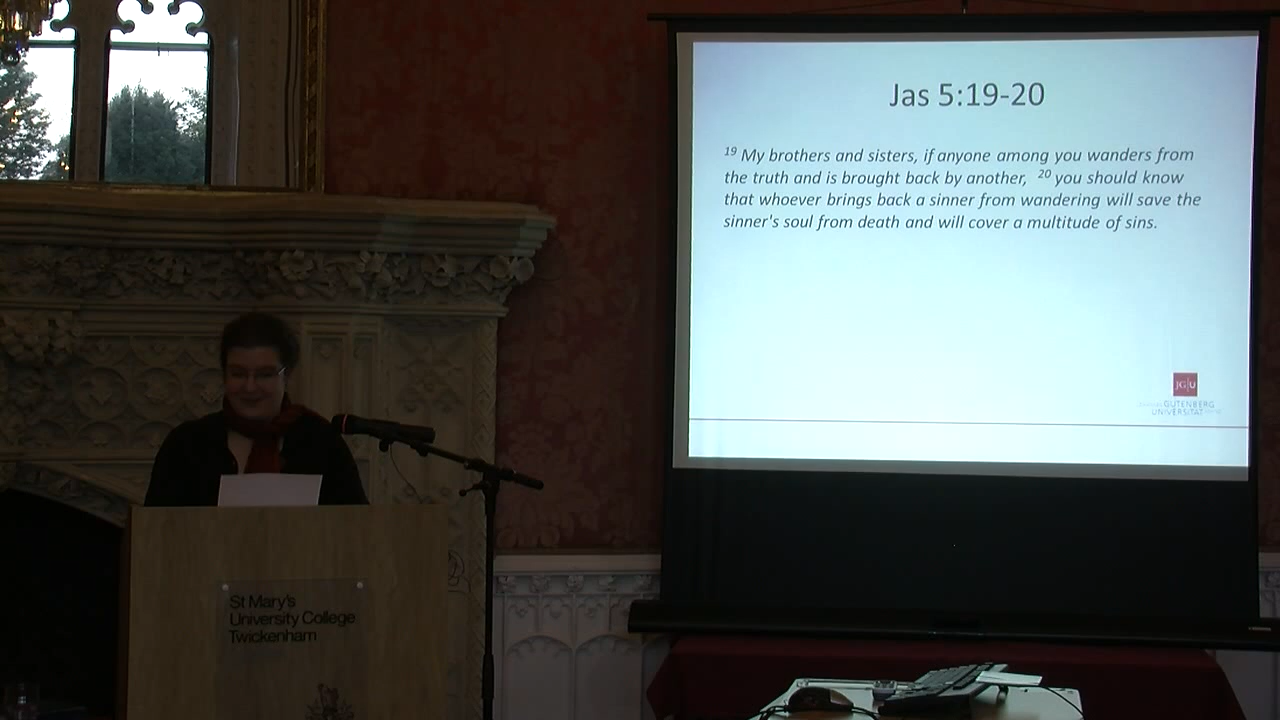 Jas 5:19-20
19 My brothers and sisters, if anyone among you wanders from
the truth and is brought back by another, 20 you should know
that whoever brings back a sinner from wandering will save the
sinner's soul from death and will cover a multitude of sins.
JG|U
GUTENBERG
UNIVERSITÄT
St Mary's
University College
Twickenham